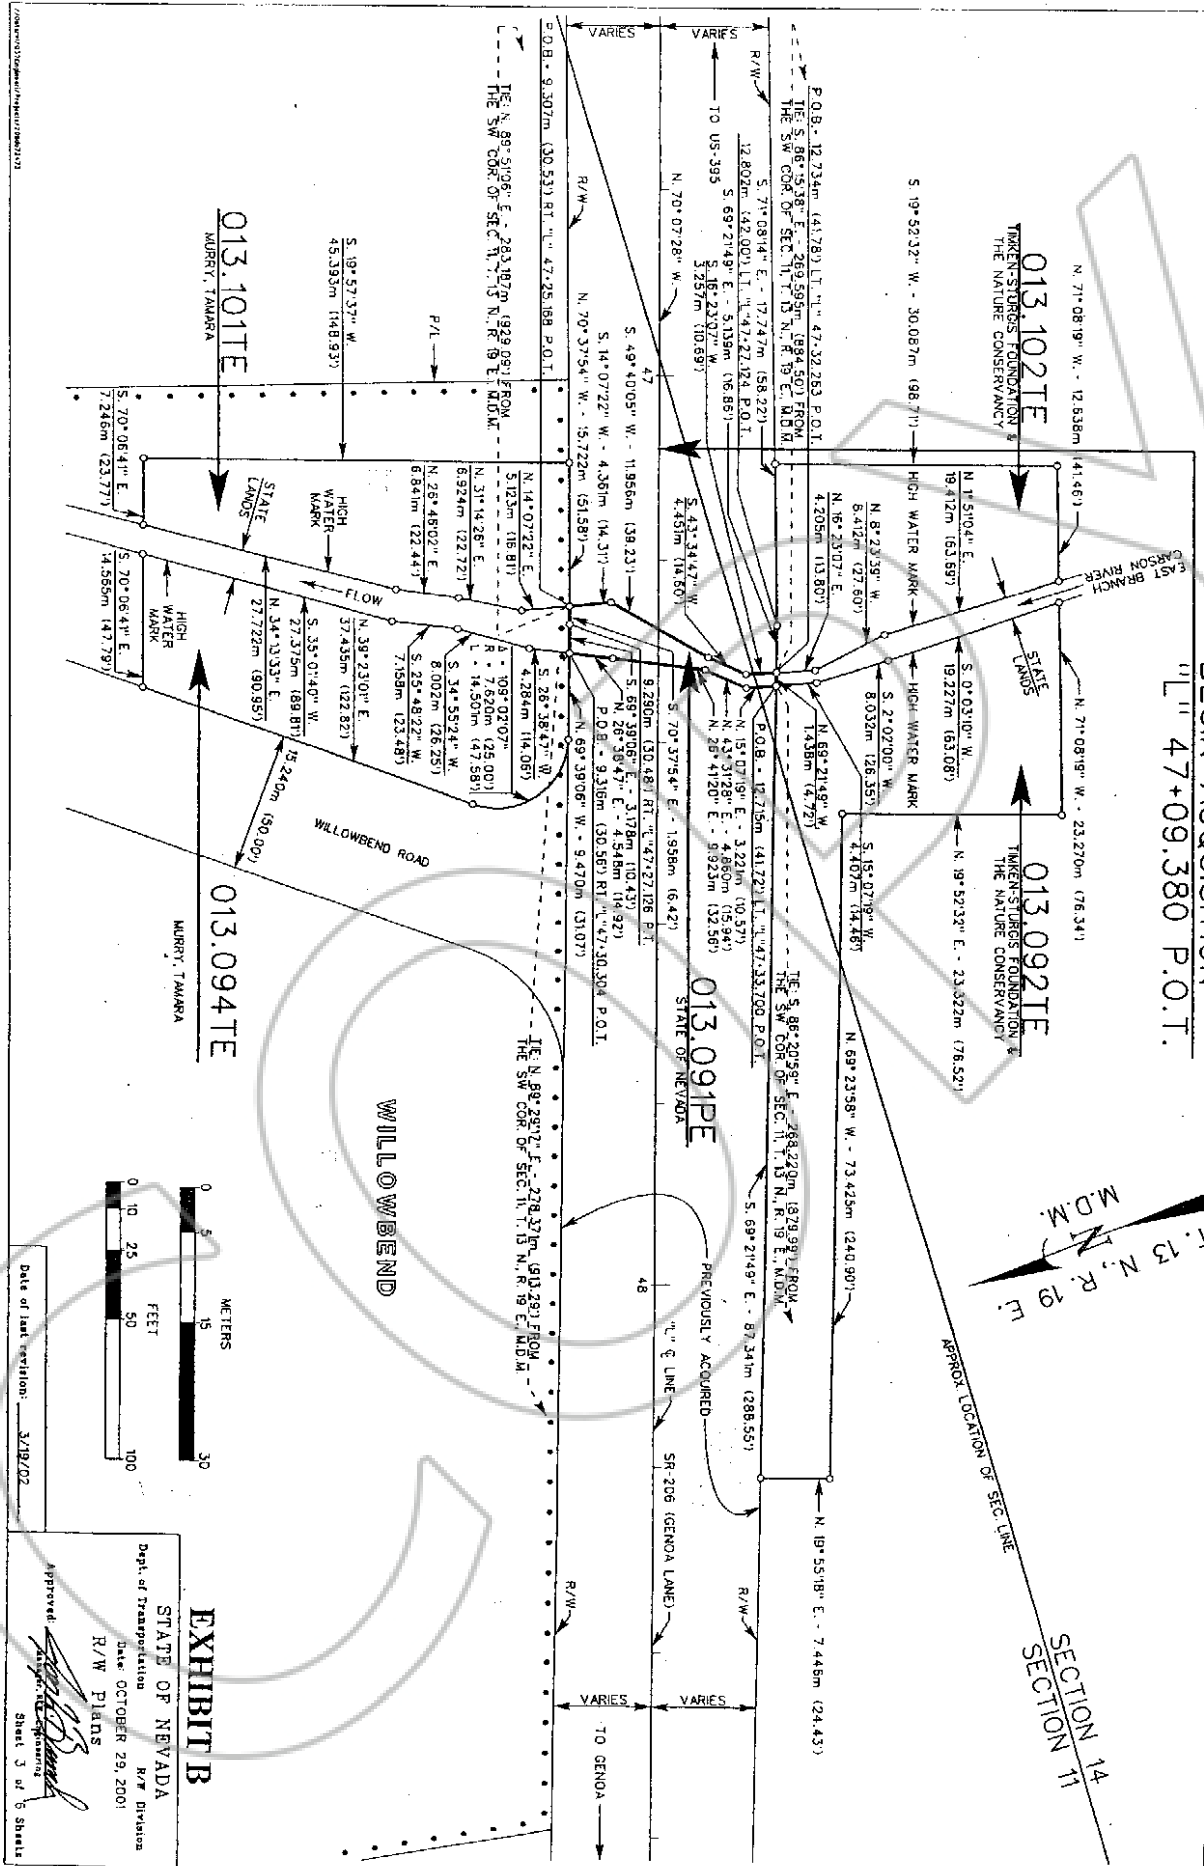 "L" 47+09.380 P.O.T.
T. 13 N., R. 19 E.
M.D.M.
SECTION 14
SECTION 11
APPROX LOCATION OF SEC. LINE
N. 71° 08'19" W. - 12.638m (41.46')
013.102TE
TIMKEN-STURGIS FOUNDATION &
THE NATURE CONSERVANCY
S. 19° 52'32" W. - 30.087m (98.71')
HIGH WATER MARK
N 1° 51'04" E.
19.412m (63.69')
EAST BRANCH
CARSON RIVER
STATE
LANDS
S. 0° 03'10" W.
19.227m (63.08')
N. 71° 08'19" W. - 23.270m (76.34')
013.092TE
TIMKEN-STURGIS FOUNDATION &
THE NATURE CONSERVANCY
N. 19° 52'32" E. - 23.322m (76.52')
HIGH WATER MARK
N. 8° 23'39" W.
8.412m (27.60')
S. 2° 02'00" W.
8.032m (26.35')
N. 16° 23'07" E.
4.205m (13.80')
S. 15° 07'19" W.
4.407m (14.46')
N. 69° 21'49" W.
1.438m (4.72')
N. 69° 23'58" W. - 73.425m (240.90')
N. 19° 55'18" E. - 7.446m (24.43')
P.O.B. - 12.734m (41.78') LT. "L" 47+32.263 P.O.T.
TIE: S. 86° 15'38" E. - 269.595m (884.50') FROM
THE SW COR. OF SEC. 11, T. 13 N., R. 19 E., M.D.M.
S. 71° 08'14" E. - 17.747m (58.22')
12.802m (42.00') LT. "L" 47+27.124 P.O.T.
S. 69° 21'49" E. - 5.139m (16.86')
S. 16° 23'07" W.
3.257m (10.69')
P.O.B. - 12.715m (41.72') LT. "L" 47+33.700 P.O.T.
TIE: S. 86° 20'59" E. - 268.220m (879.99') FROM
THE SW COR. OF SEC. 11, T. 13 N., R. 19 E., M.D.M.
S. 69° 21'49" E. - 87.341m (286.55')
R/W
VARIES
VARIES
TO US-395
N. 70° 07'28" W.
47
S. 43° 34'47" W.
4.451m (14.60')
N. 15° 07'19" E. - 3.221m (10.57')
N. 43° 31'28" E. - 4.860m (15.94')
N. 26° 41'20" E. - 9.923m (32.56')
013.091PE
STATE OF NEVADA
PREVIOUSLY ACQUIRED
48
"L" ℄ LINE
SR-206 (GENOA LANE)
R/W
VARIES
VARIES
TO GENOA
S. 49° 40'05" W. - 11.956m (39.23')
S. 14° 07'22" W. - 4.361m (14.31')
N. 70° 37'54" W. - 15.722m (51.58')
S. 70° 37'54" E. - 1.958m (6.42')
9.290m (30.48') RT. "L" 47+27.126 P.T.
S. 69° 39'06" E. - 3.178m (10.43')
N. 26° 38'47" E. - 4.548m (14.92')
P.O.B. - 9.316m (30.56') RT. "L" 47+30.304 P.O.T.
N. 69° 39'06" W. - 9.470m (31.07')
R/W
R/W
P.O.B. - 9.307m (30.53') RT. "L" 47+25.168 P.O.T.
TIE: N. 89° 51'06" E. - 283.187m (929.09') FROM
THE SW COR. OF SEC. 11, T. 13 N., R. 19 E., M.D.M.
TIE: N. 89° 29'12" E. - 278.371m (913.29') FROM
THE SW COR. OF SEC. 11, T. 13 N., R. 19 E., M.D.M.
P/L
N. 14° 07'22" E.
5.123m (16.81')
N. 31° 14'26" E.
6.924m (22.72')
N. 26° 46'02" E.
6.841m (22.44')
S. 28° 38'47" W.
4.284m (14.06')
Δ = 109° 02'07"
R = 7.620m (25.00')
L = 14.501m (47.58')
S. 34° 55'24" W.
8.002m (26.25')
S. 25° 48'22" W.
7.158m (23.48')
N. 39° 23'01" E.
37.435m (122.82')
S. 35° 01'40" W.
27.375m (89.81')
N. 34° 13'33" E.
27.722m (90.95')
HIGH
WATER
MARK
STATE
LANDS
FLOW
HIGH
WATER
MARK
S. 19° 57'37" W.
45.393m (148.93')
013.101TE
MURRY, TAMARA
S. 70° 06'41" E.
7.246m (23.77')
S. 70° 06'41" E.
14.565m (47.79')
15.240m (50.00')
WILLOWBEND ROAD
013.094TE
MURRY, TAMARA
WILLOWBEND
METERS
0 5 15 30
FEET
0 10 25 50 100
Date of last revision: 3/19/02
EXHIBIT B
STATE OF NEVADA
Dept. of Transportation R/W Division
Date: OCTOBER 29, 2001
R/W Plans
Approved:
Manager, R/W Engineering
Sheet 3 of 6 Sheets
COPY